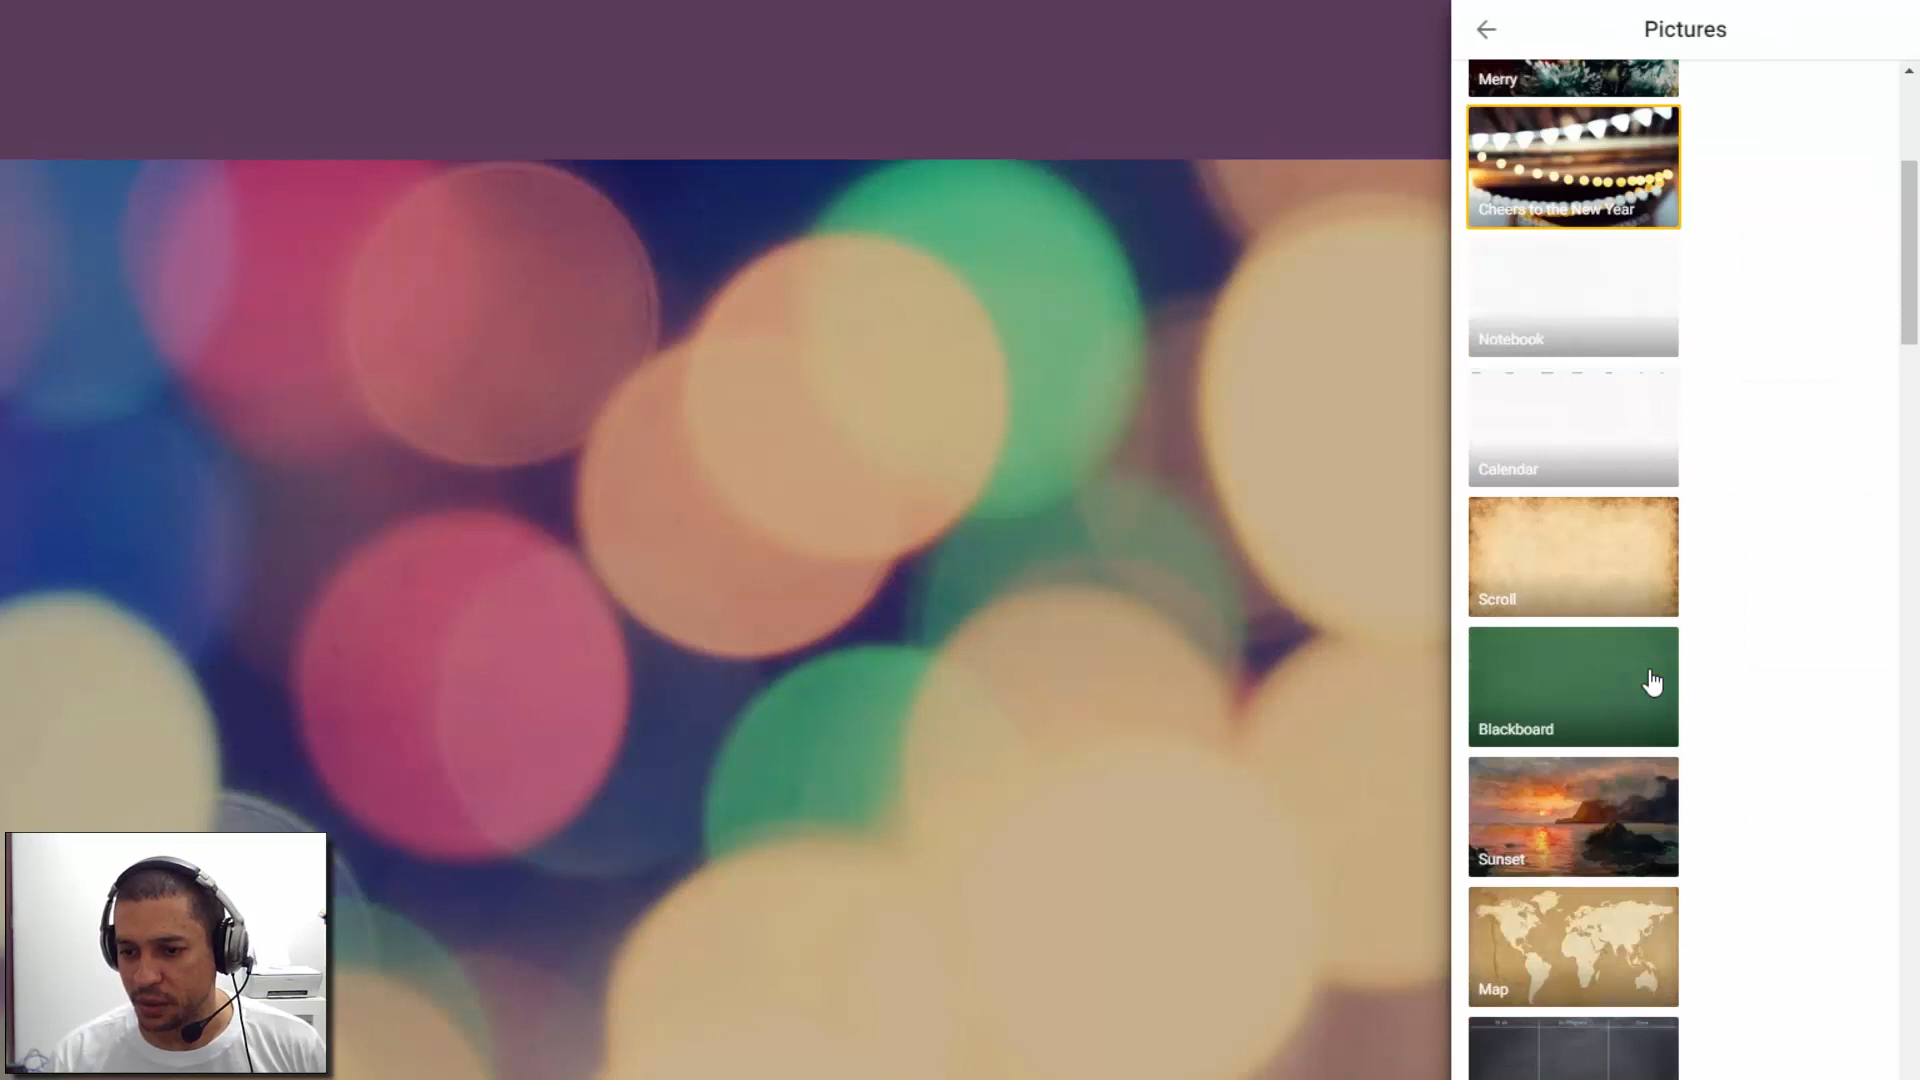 Pictures
Merry
Cheers to the New Year
Notebook
Calendar
Scroll
Blackboard
Sunset
Map